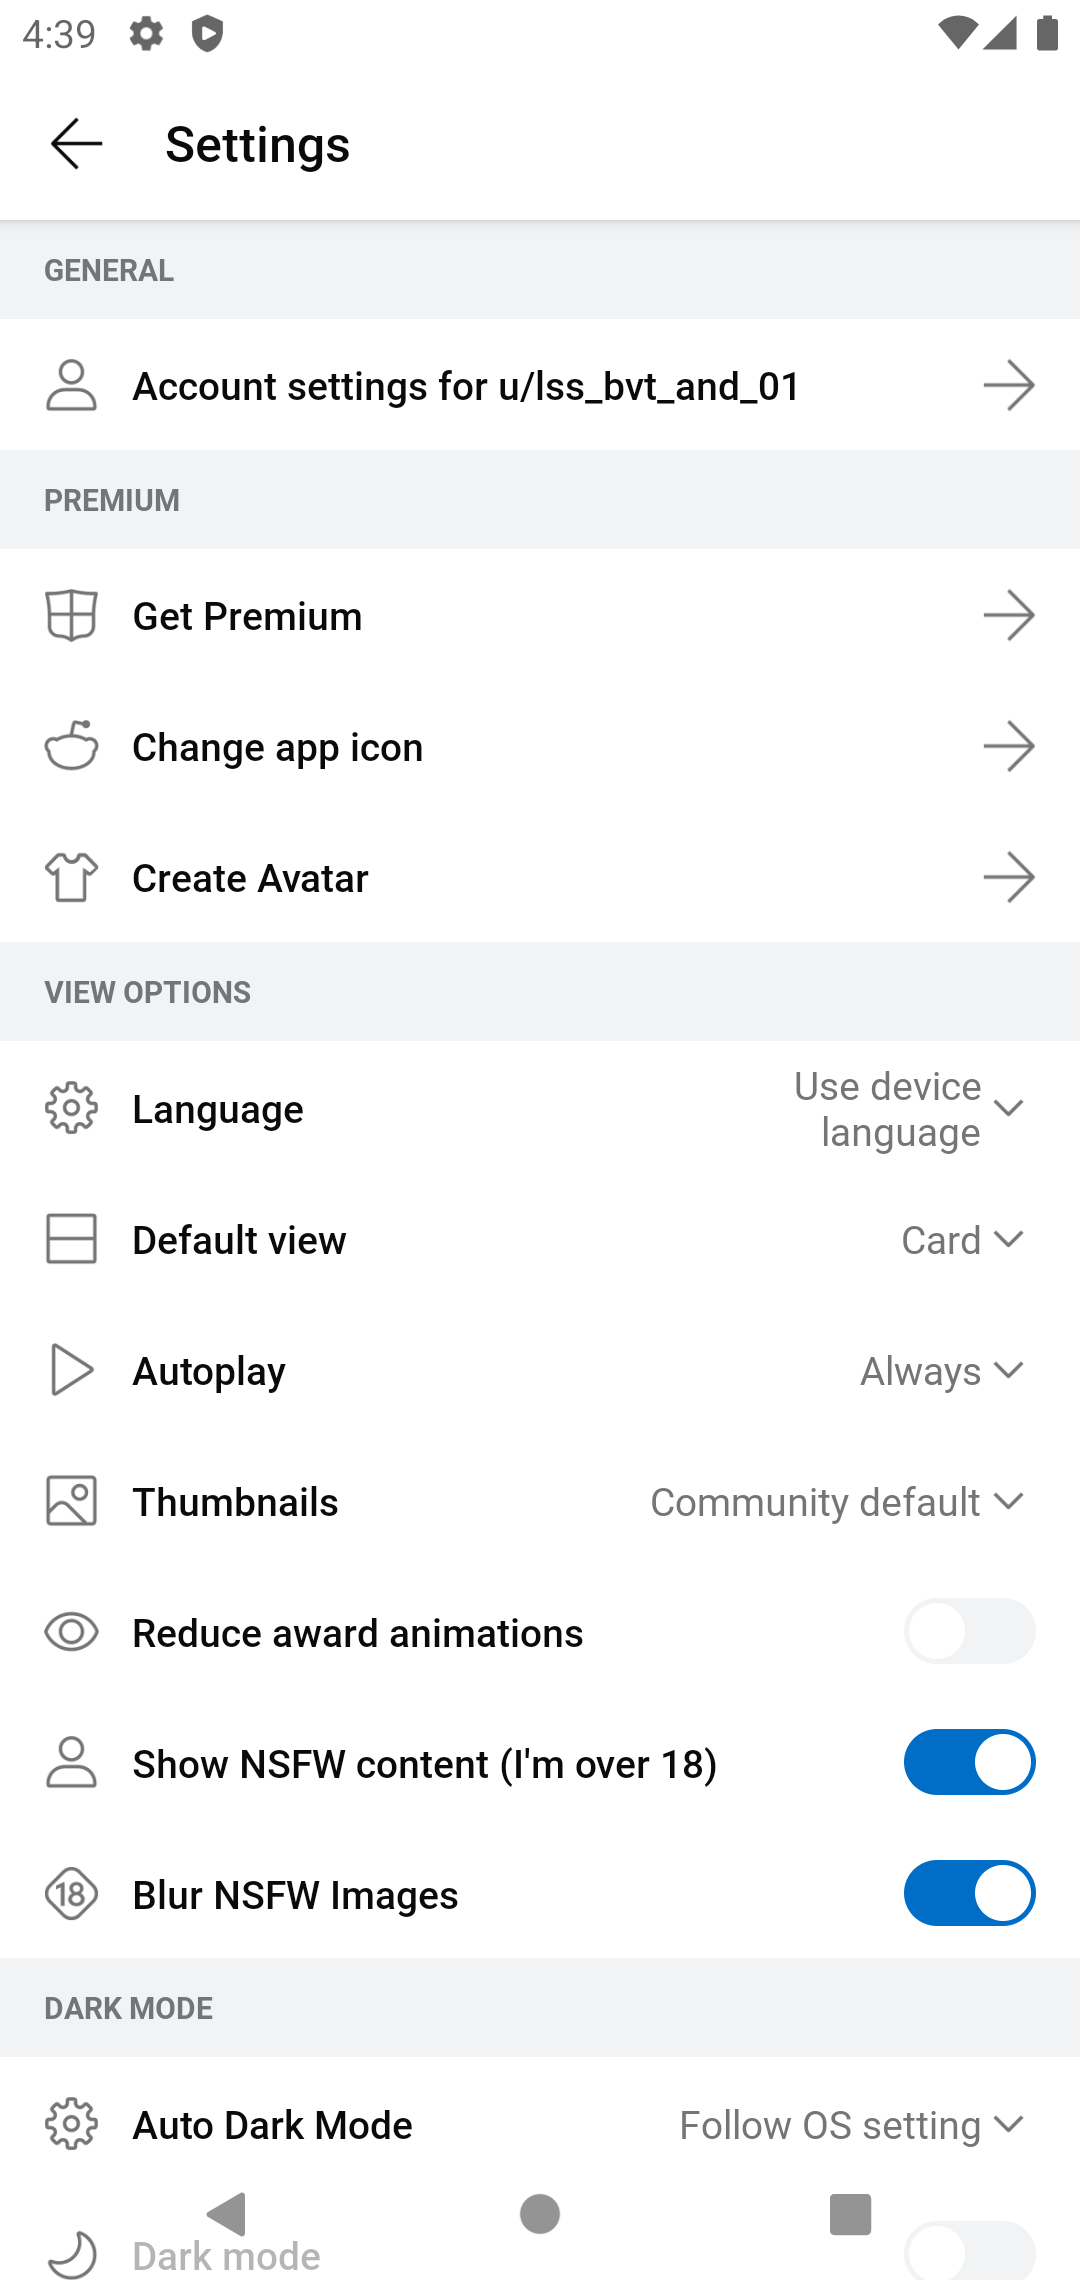 4:39
Settings
GENERAL
Account settings for u/lss_bvt_and_01
PREMIUM
Get Premium
Change app icon
Create Avatar
VIEW OPTIONS
Language
Use device
language
Default view
Card
Autoplay
Always
Thumbnails
Community default
Reduce award animations
Show NSFW content (I'm over 18)
18
Blur NSFW Images
DARK MODE
Auto Dark Mode
Follow OS setting
Dark mode